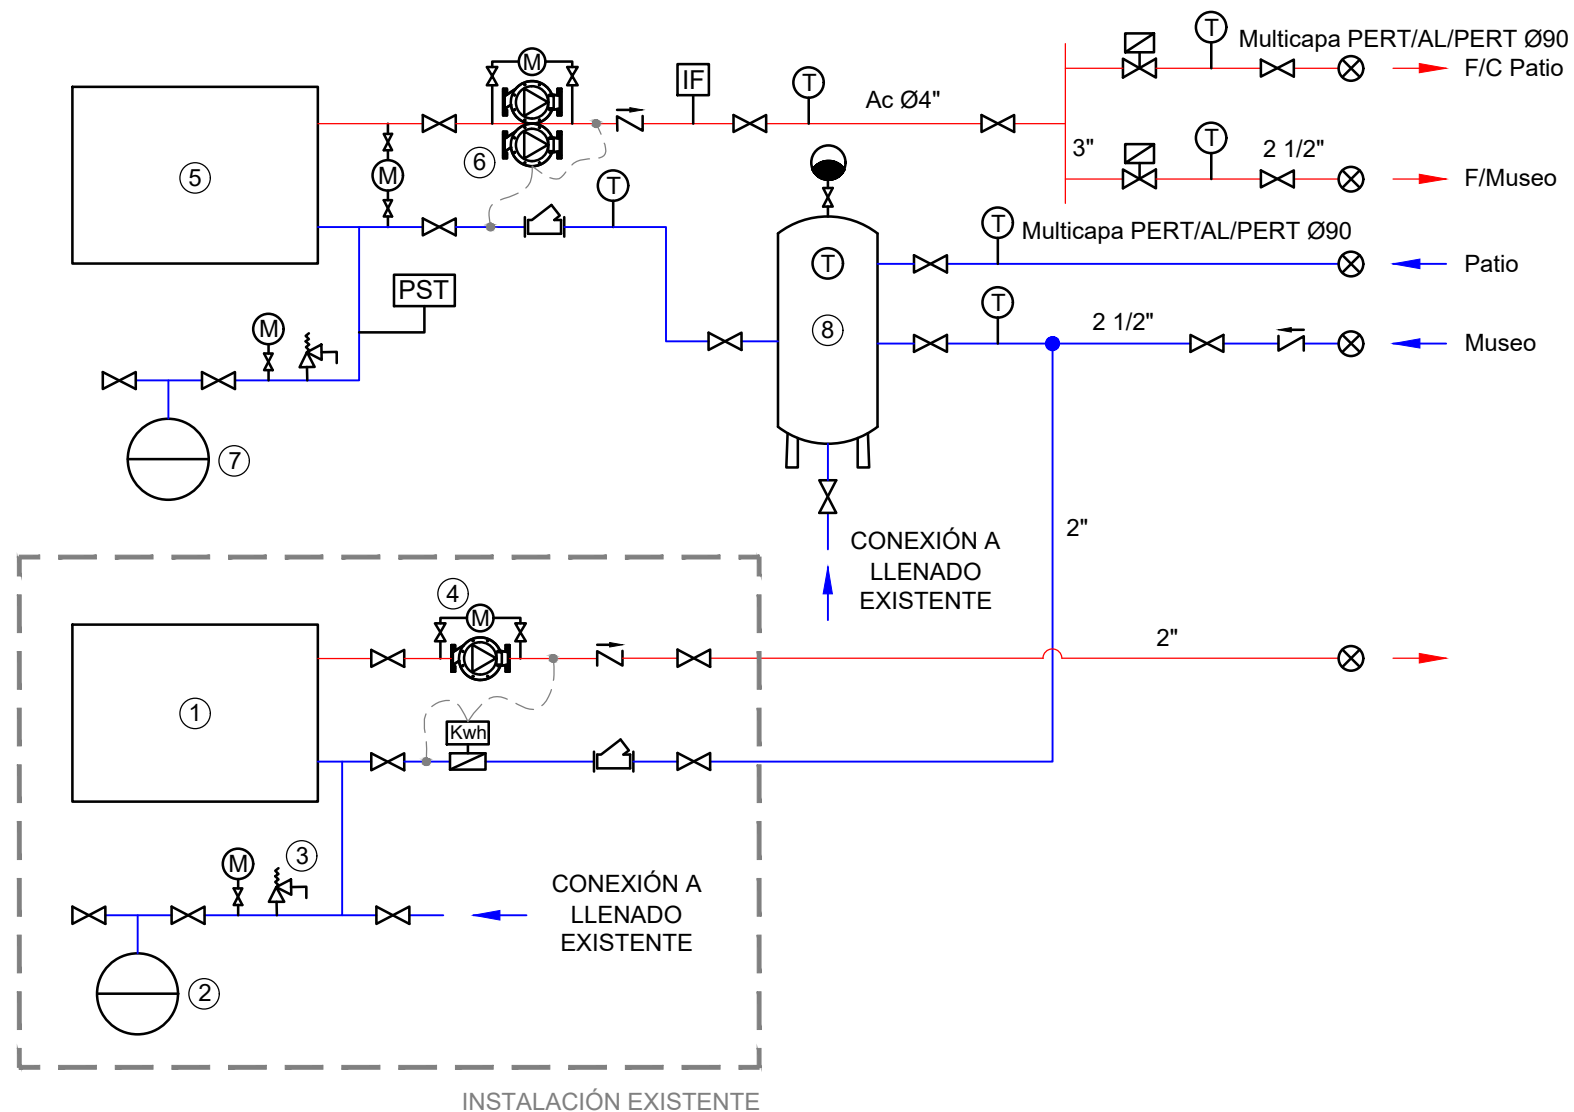 T
Multicapa PERT/AL/PERT Ø90
F/C Patio
M
IF
T
Ac Ø4"
3"
T
2 1/2"
F/Museo
6
5
M
T
T
Multicapa PERT/AL/PERT Ø90
Patio
T
PST
M
8
T
2 1/2"
Museo
7
2"
CONEXIÓN A
LLENADO
EXISTENTE
4
M
2"
1
Kwh
M
3
CONEXIÓN A
LLENADO
EXISTENTE
2
INSTALACIÓN EXISTENTE